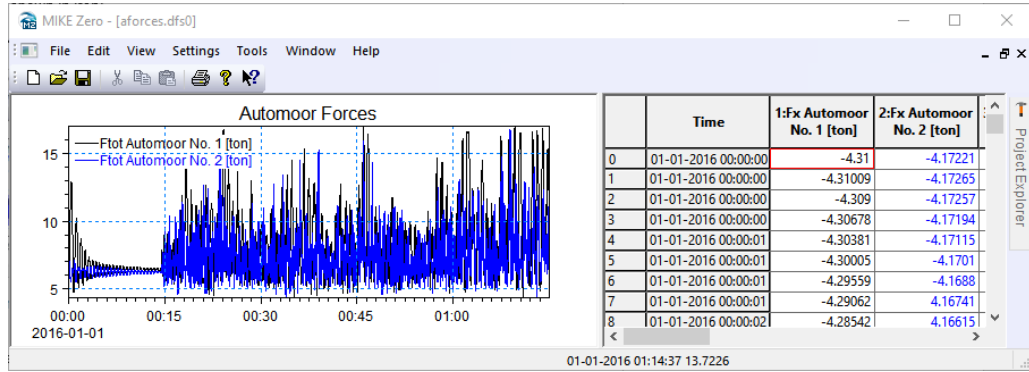 MIKE Zero - [aforces.dfs0]
File Edit View Settings Tools Window Help
Automoor Forces
Ftot Automoor No. 1 [ton]
Ftot Automoor No. 2 [ton]
15
10
5
00:00 00:15 00:30 00:45 01:00
2016-01-01
Time 1:Fx Automoor No. 1 [ton] 2:Fx Automoor No. 2 [ton]
0 01-01-2016 00:00:00 -4.31 -4.17221
1 01-01-2016 00:00:00 -4.31009 -4.17265
2 01-01-2016 00:00:00 -4.309 -4.17257
3 01-01-2016 00:00:00 -4.30678 -4.17194
4 01-01-2016 00:00:01 -4.30381 -4.17115
5 01-01-2016 00:00:01 -4.30005 -4.1701
6 01-01-2016 00:00:01 -4.29559 -4.1688
7 01-01-2016 00:00:01 -4.29062 4.16741
8 01-01-2016 00:00:02 -4.28542 4.16615
Project Explorer
01-01-2016 01:14:37 13.7226